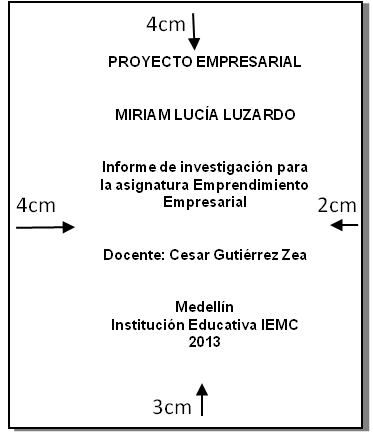 4cm
PROYECTO EMPRESARIAL
MIRIAM LUCÍA LUZARDO
Informe de investigación para
la asignatura Emprendimiento
Empresarial
4cm
2cm
Docente: Cesar Gutiérrez Zea
Medellín
Institución Educativa IEMC
2013
3cm